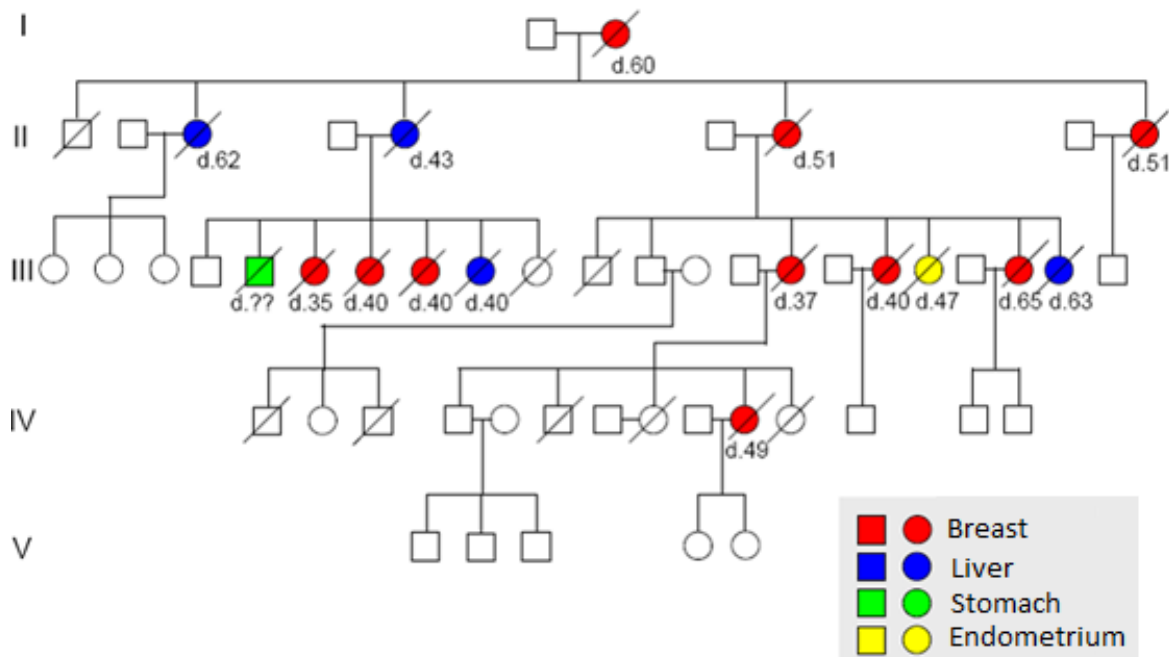 I
d.60
II
d.62 d.43 d.51 d.51
III
d.?? d.35 d.40 d.40 d.40 d.37 d.40 d.47 d.65 d.63
IV
d.49
V
Breast
Liver
Stomach
Endometrium